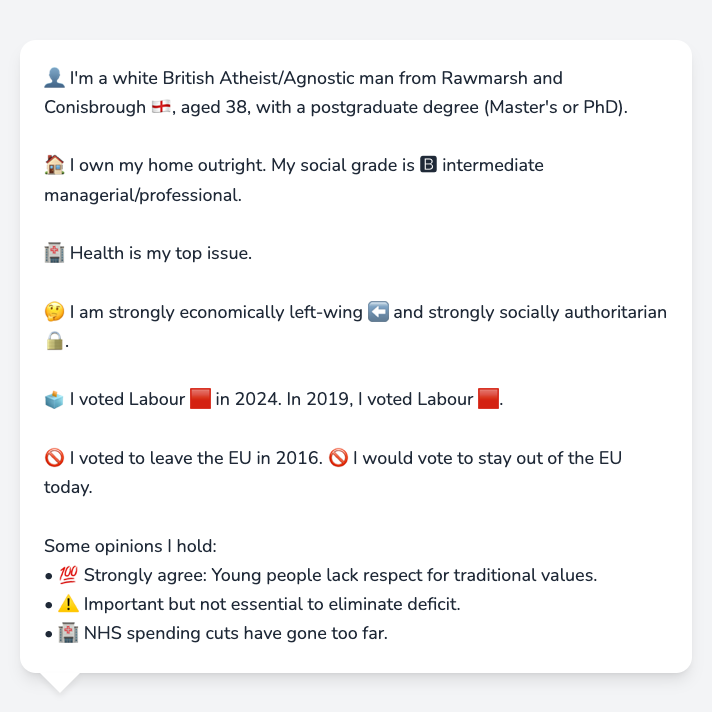 👤 I'm a white British Atheist/Agnostic man from Rawmarsh and
Conisbrough 🏴󠁧󠁢󠁥󠁮󠁧󠁿, aged 38, with a postgraduate degree (Master's or PhD).
🏠 I own my home outright. My social grade is 🅱 intermediate
managerial/professional.
🏥 Health is my top issue.
🤔 I am strongly economically left-wing ⬅️ and strongly socially authoritarian
🔒.
🗳️ I voted Labour 🟥 in 2024. In 2019, I voted Labour 🟥.
🚫 I voted to leave the EU in 2016. 🚫 I would vote to stay out of the EU
today.
Some opinions I hold:
• 💯 Strongly agree: Young people lack respect for traditional values.
• ⚠️ Important but not essential to eliminate deficit.
• 🏥 NHS spending cuts have gone too far.